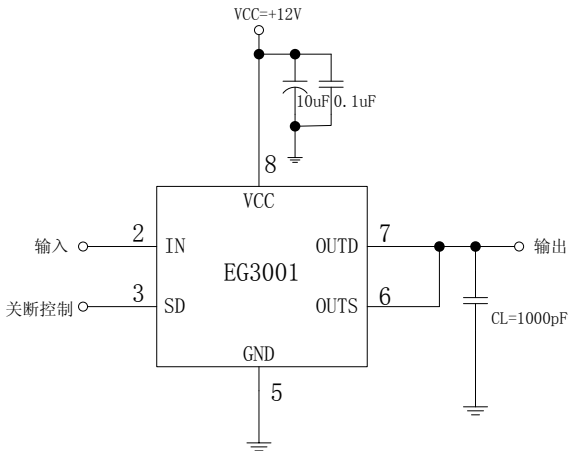 VCC=+12V
10uF
0.1uF
8
VCC
输入
2
IN
OUTD
7
输出
EG3001
关断控制
3
SD
OUTS
6
CL=1000pF
GND
5